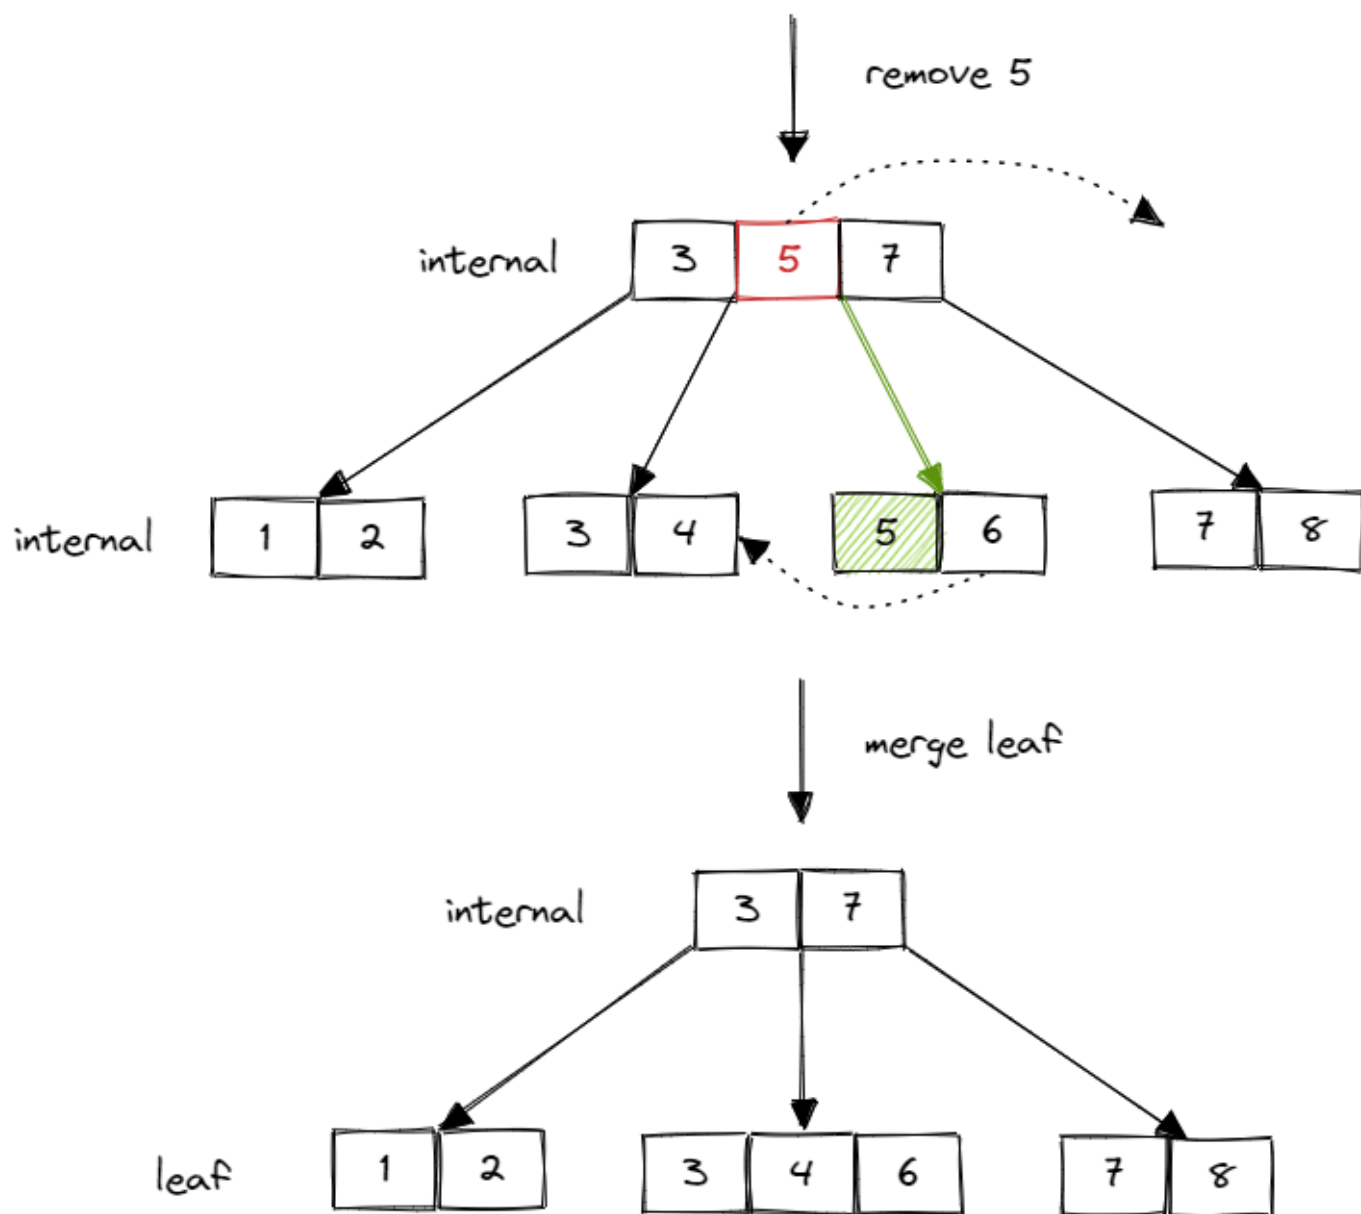 remove 5
internal 3 5 7
internal 1 2 3 4 5 6 7 8
merge leaf
internal 3 7
leaf 1 2 3 4 6 7 8